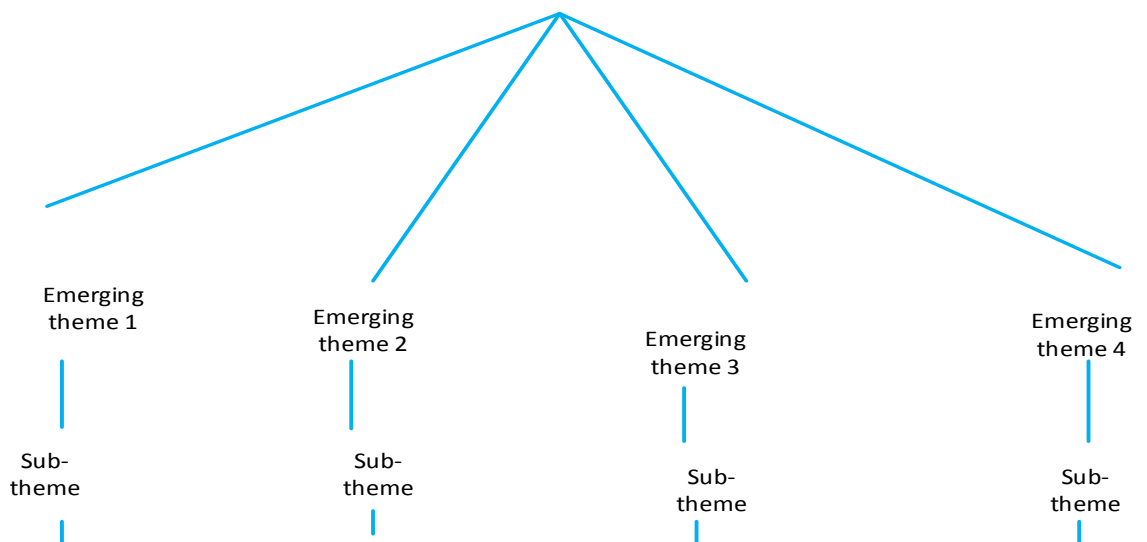 Emerging
theme 1
Emerging
theme 2
Emerging
theme 3
Emerging
theme 4
Sub-
theme
Sub-
theme
Sub-
theme
Sub-
theme